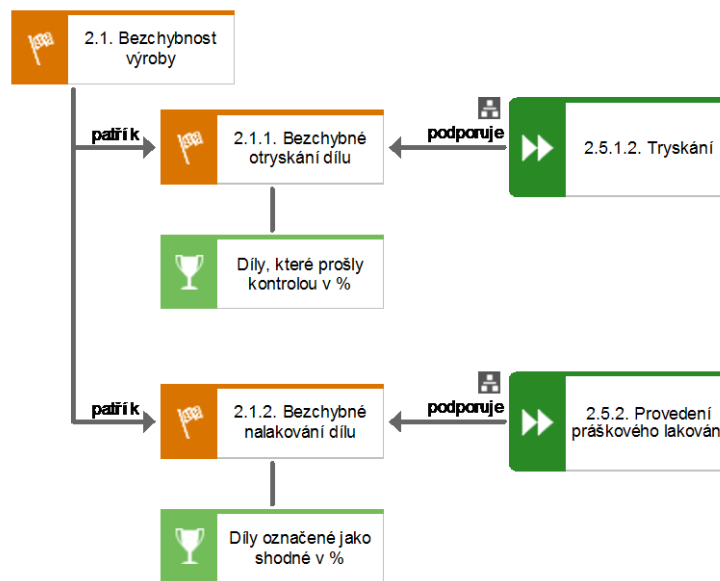 2.1. Bezchybnost
výroby
patří k
2.1.1. Bezchybné
otryskání dílu
podporuje
2.5.1.2. Tryskání
Díly, které prošly
kontrolou v %
patří k
2.1.2. Bezchybné
nalakování dílu
podporuje
2.5.2. Provedení
práškového lakován
Díly označené jako
shodné v %